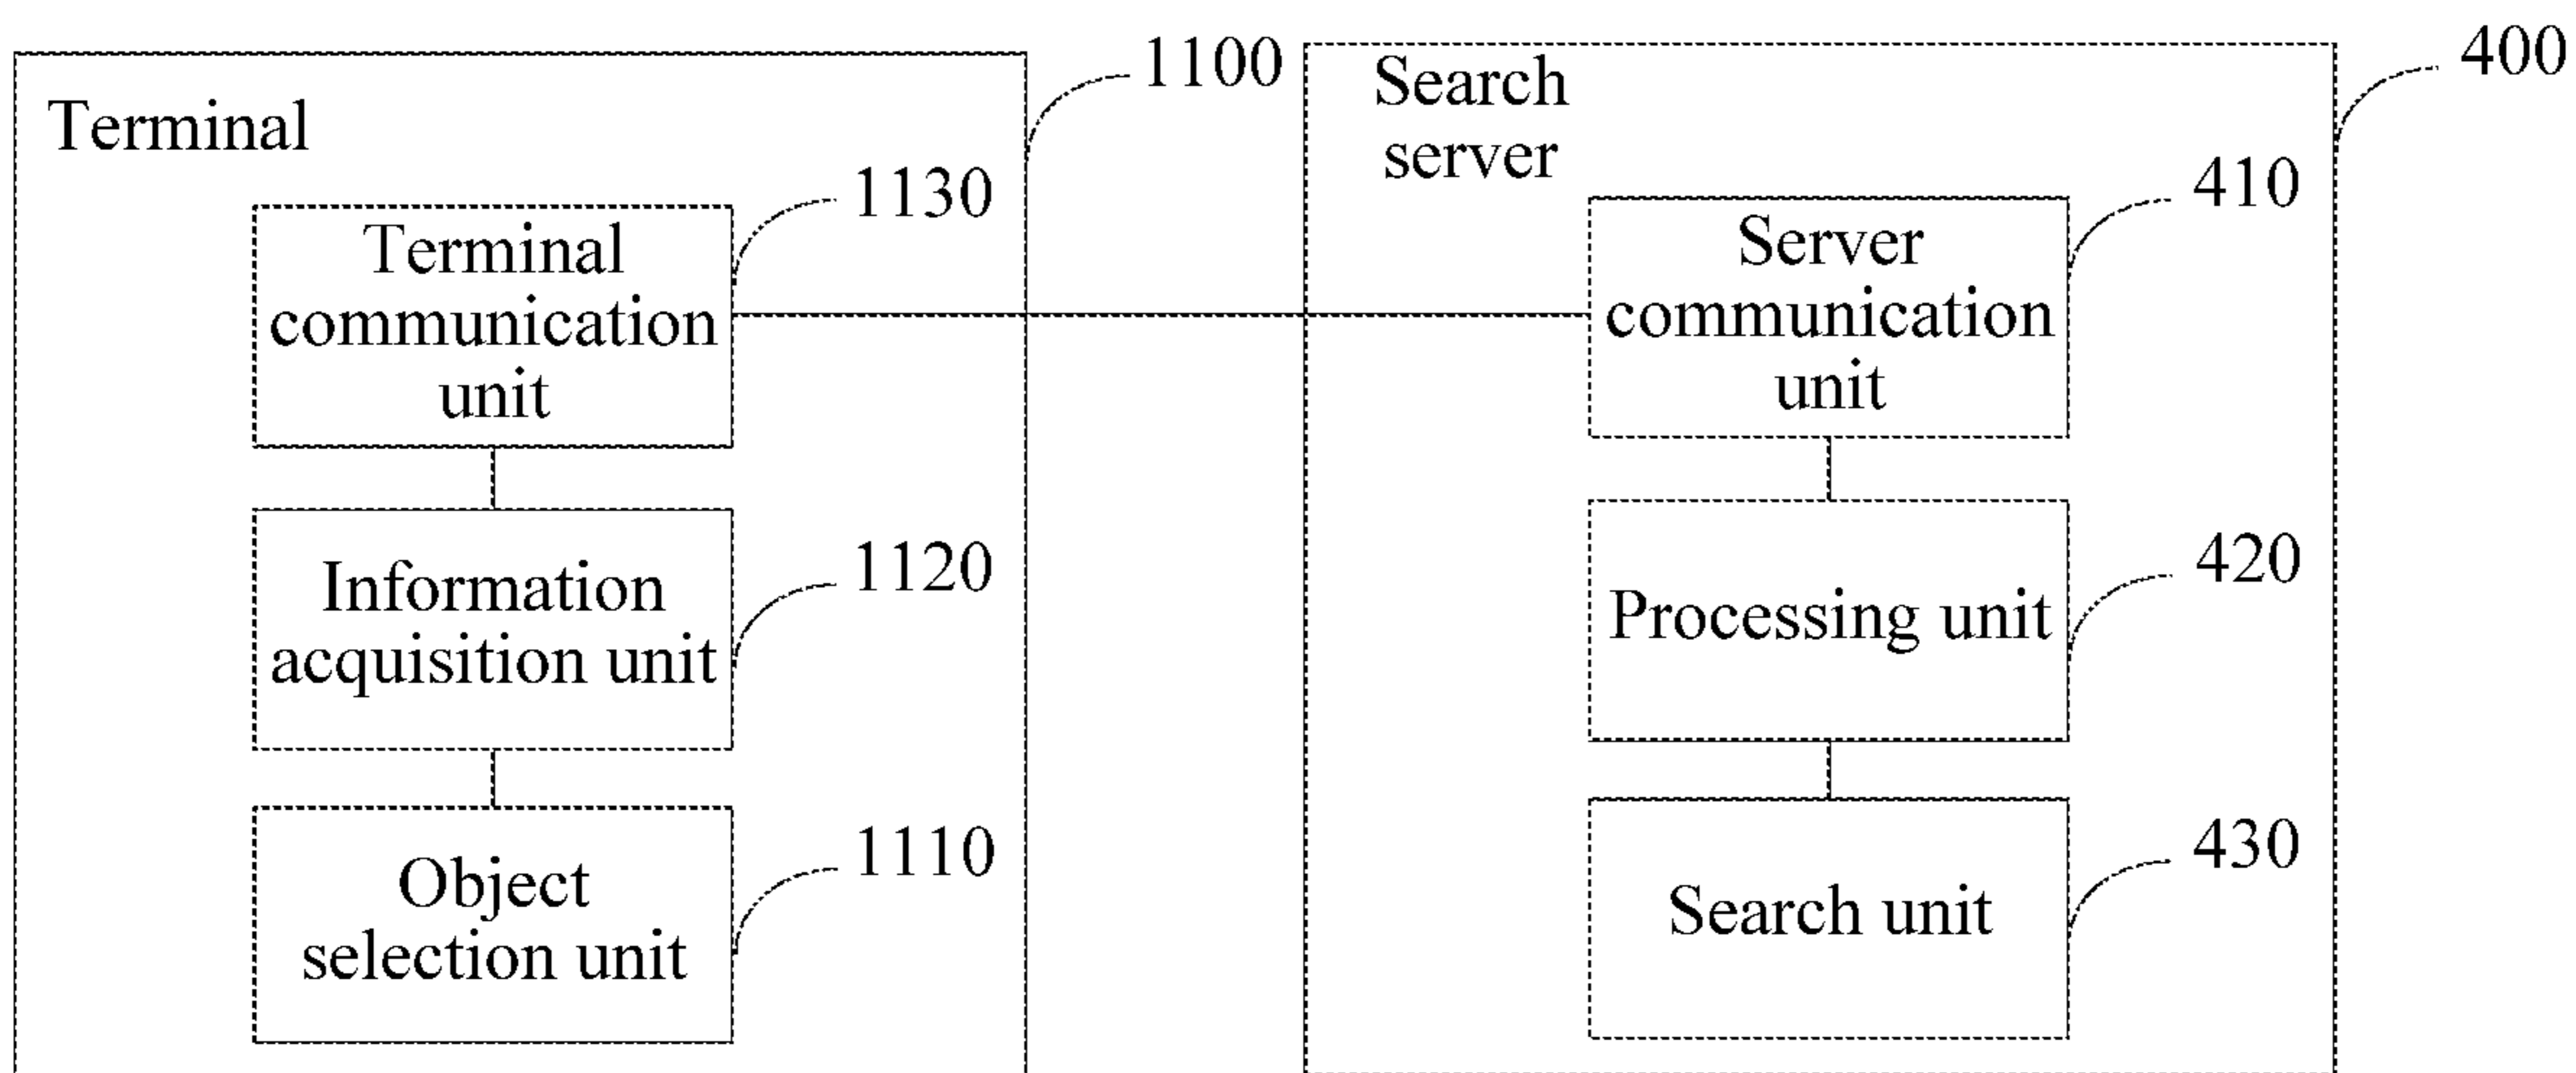 Terminal
1100
1130
Terminal
communication
unit
1120
Information
acquisition unit
1110
Object
selection unit
Search
server
400
410
Server
communication
unit
420
Processing unit
430
Search unit